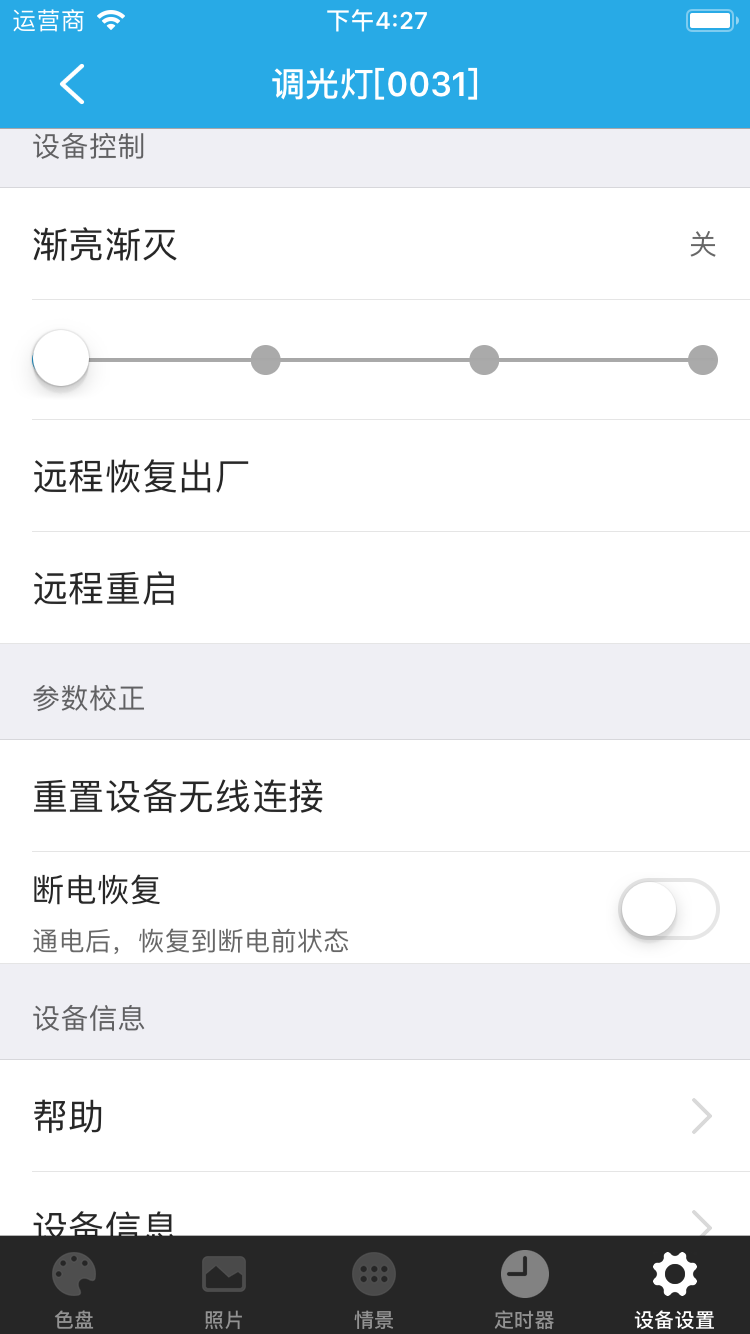 运营商
下午4:27
调光灯[0031]
设备控制
渐亮渐灭
关
远程恢复出厂
远程重启
参数校正
重置设备无线连接
断电恢复
通电后，恢复到断电前状态
设备信息
帮助
设备信息
色盘
照片
情景
定时器
设备设置